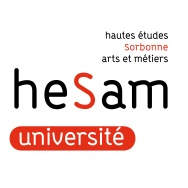 hautes études
Sorbonne
arts et métiers
heSam
université